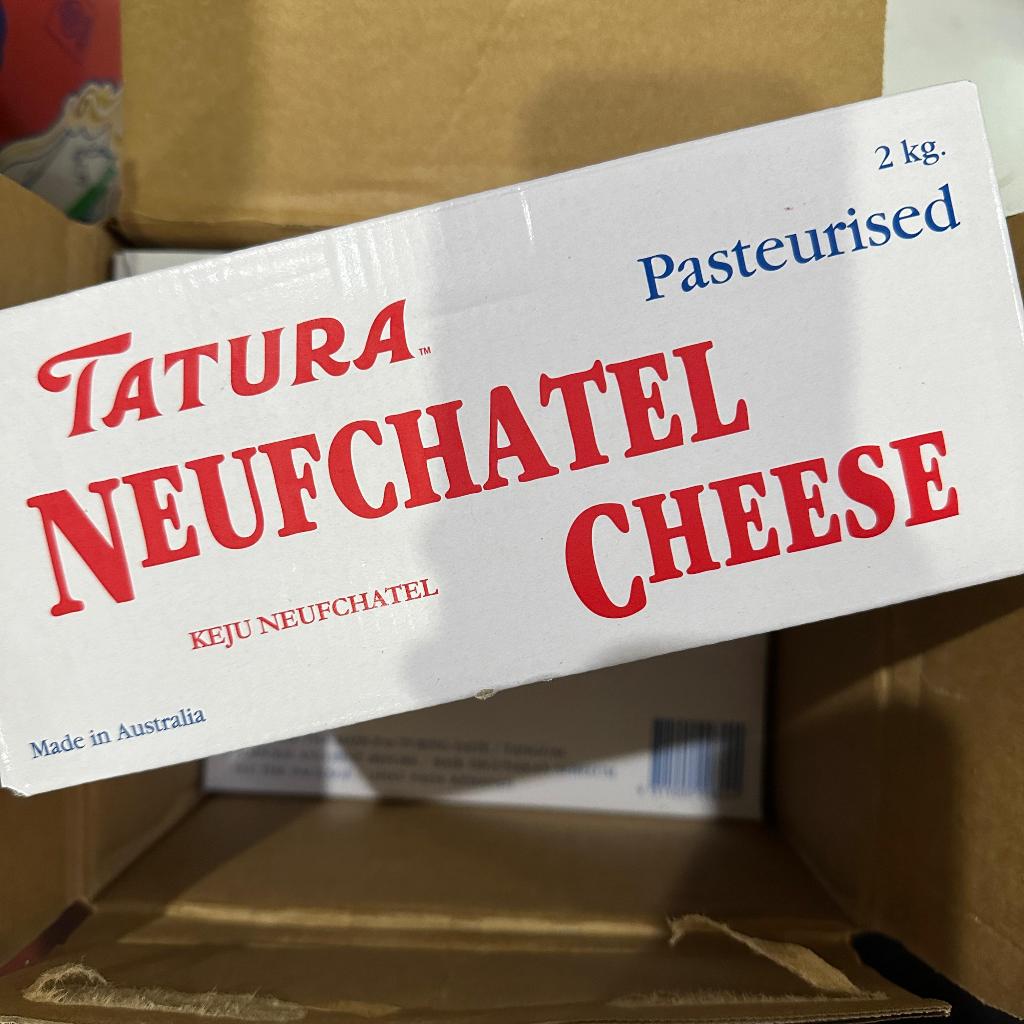 2 kg.
Pasteurised
TATURA™
NEUFCHATEL
CHEESE
KEJU NEUFCHATEL
Made in Australia